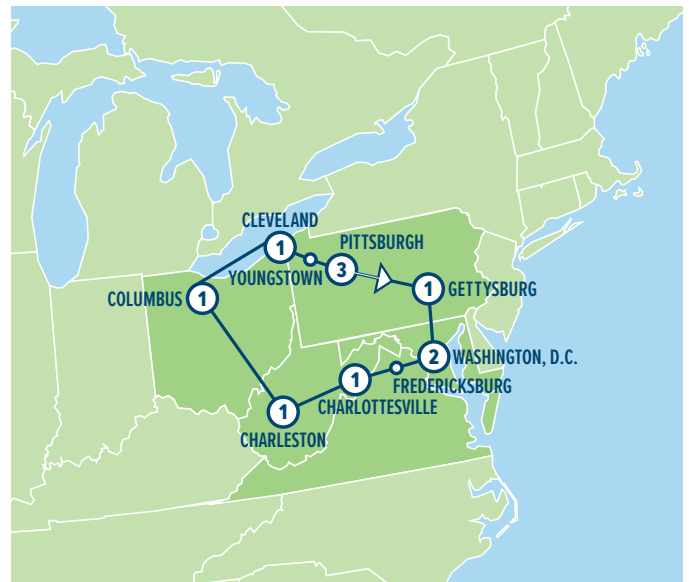 CLEVELAND
1
PITTSBURGH
YOUNGSTOWN
3
COLUMBUS
1
1
GETTYSBURG
2
WASHINGTON, D.C.
1
FREDERICKSBURG
CHARLOTTESVILLE
1
CHARLESTON